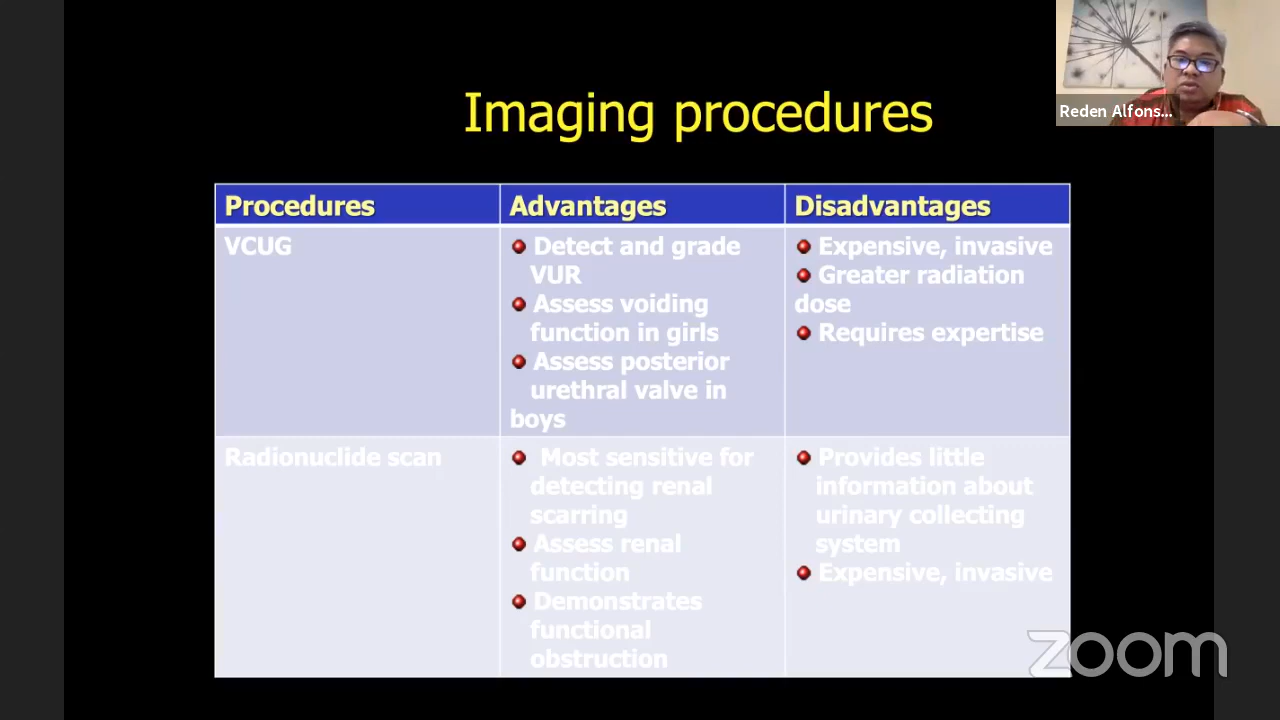 Imaging procedures
Reden Alfons...
Procedures
Advantages
Disadvantages
VCUG
Detect and grade
VUR
Assess voiding
function in girls
Assess posterior
urethral valve in
boys
Expensive, invasive
Greater radiation
dose
Requires expertise
Radionuclide scan
Most sensitive for
detecting renal
scarring
Assess renal
function
Demonstrates
functional
obstruction
Provides little
information about
urinary collecting
system
Expensive, invasive
zoom